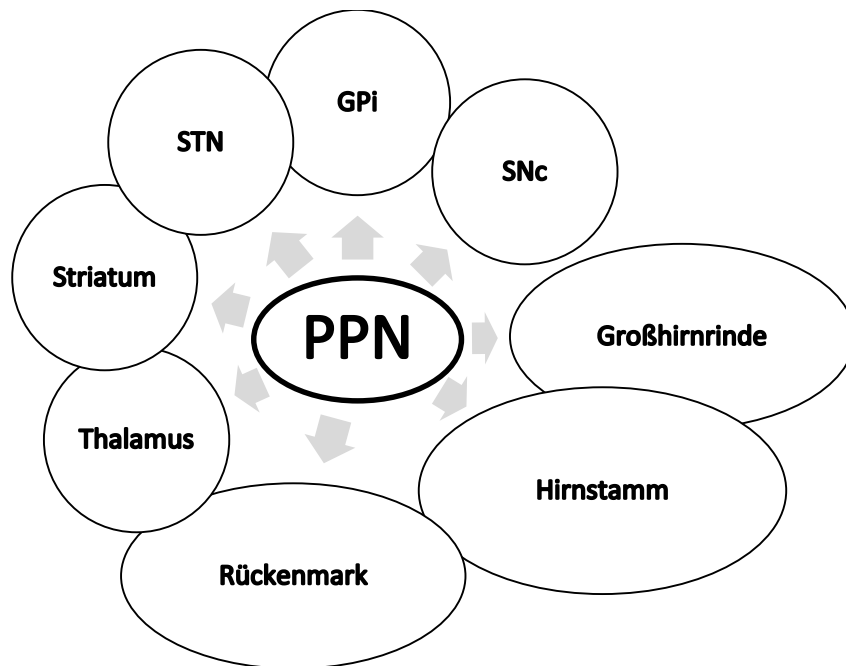 GPi
STN
SNc
Striatum
PPN
Großhirnrinde
Thalamus
Hirnstamm
Rückenmark